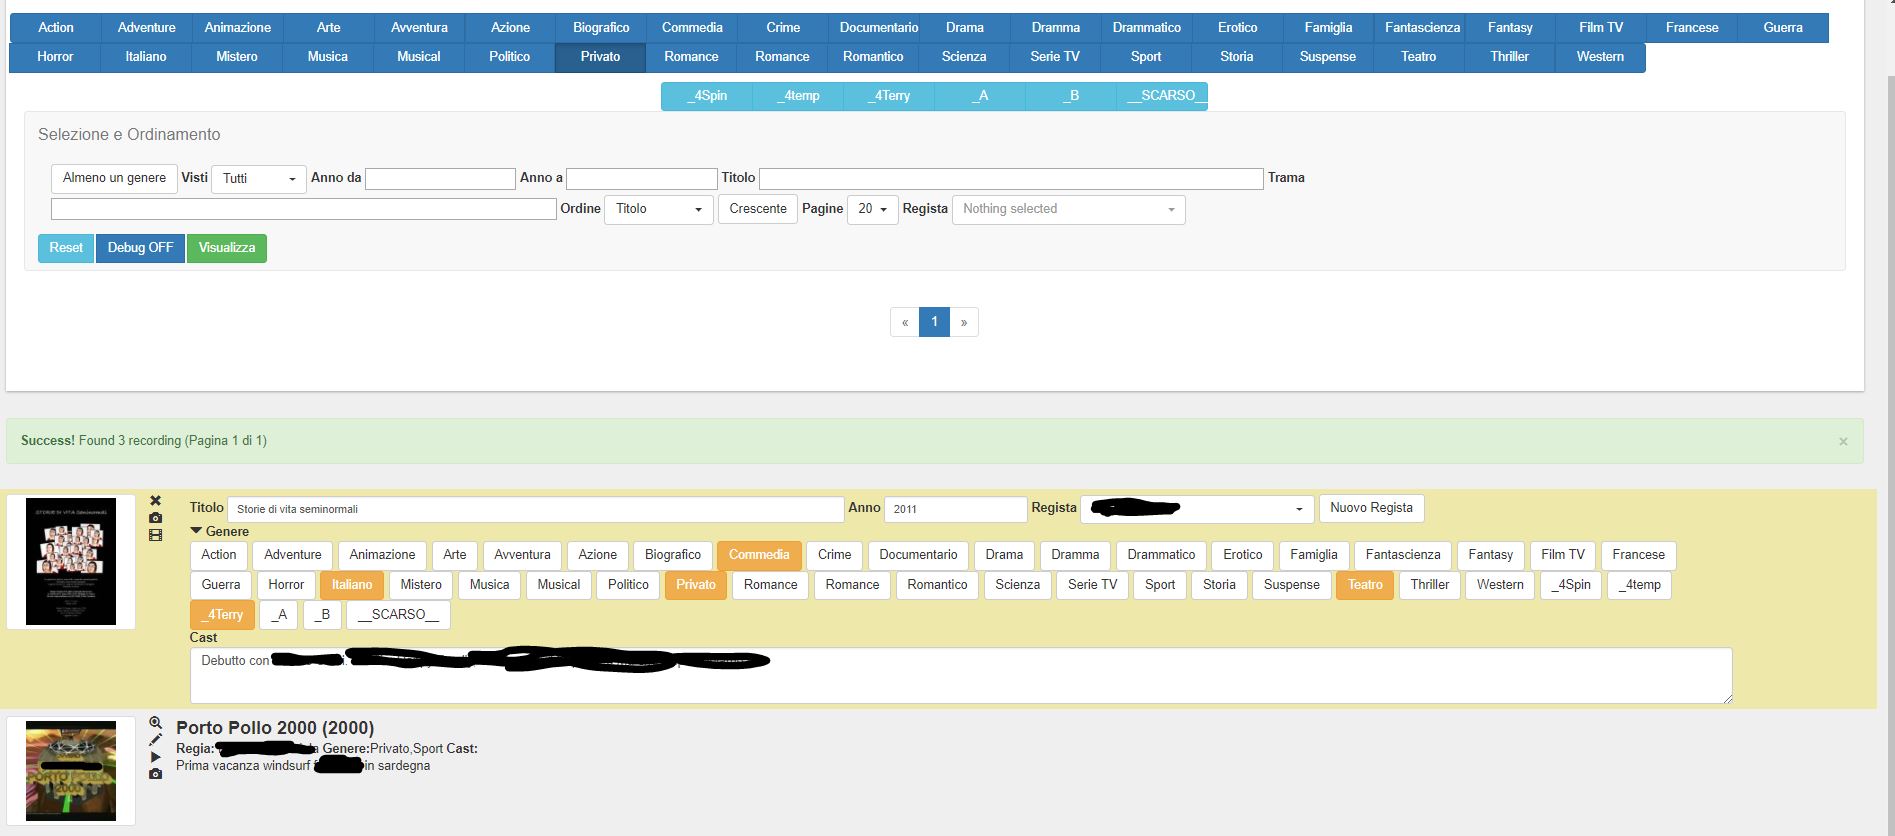 Action Adventure Animazione Arte Avventura Azione Biografico Commedia Crime Documentario Drama Dramma Drammatico Erotico Famiglia Fantascienza Fantasy Film TV Francese Guerra
Horror Italiano Mistero Musica Musical Politico Privato Romance Romance Romantico Scienza Serie TV Sport Storia Suspense Teatro Thriller Western
_4Spin _4temp _4Terry _A _B __SCARSO__
Selezione e Ordinamento
Almeno un genere Visti Tutti Anno da Anno a Titolo Trama
Ordine Titolo Crescente Pagine 20 Regista Nothing selected
Reset Debug OFF Visualizza
« 1 »
Success! Found 3 recording (Pagina 1 di 1) ×
STORIE DI VITA Seminormali
Titolo Storie di vita seminormali Anno 2011 Regista Nuovo Regista
Genere
Action Adventure Animazione Arte Avventura Azione Biografico Commedia Crime Documentario Drama Dramma Drammatico Erotico Famiglia Fantascienza Fantasy Film TV Francese
Guerra Horror Italiano Mistero Musica Musical Politico Privato Romance Romance Romantico Scienza Serie TV Sport Storia Suspense Teatro Thriller Western _4Spin _4temp
_4Terry _A _B __SCARSO__
Cast
Debutto con
PORTO POLLO
2000
Porto Pollo 2000 (2000)
Regia: Genere:Privato,Sport Cast:
Prima vacanza windsurf in sardegna